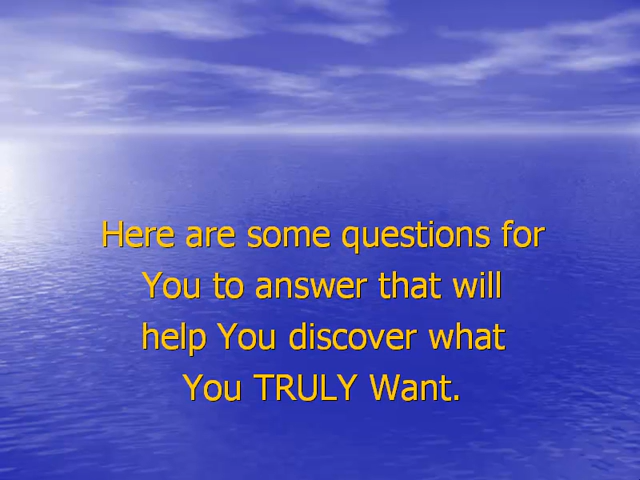 Here are some questions for
You to answer that will
help You discover what
You TRULY Want.